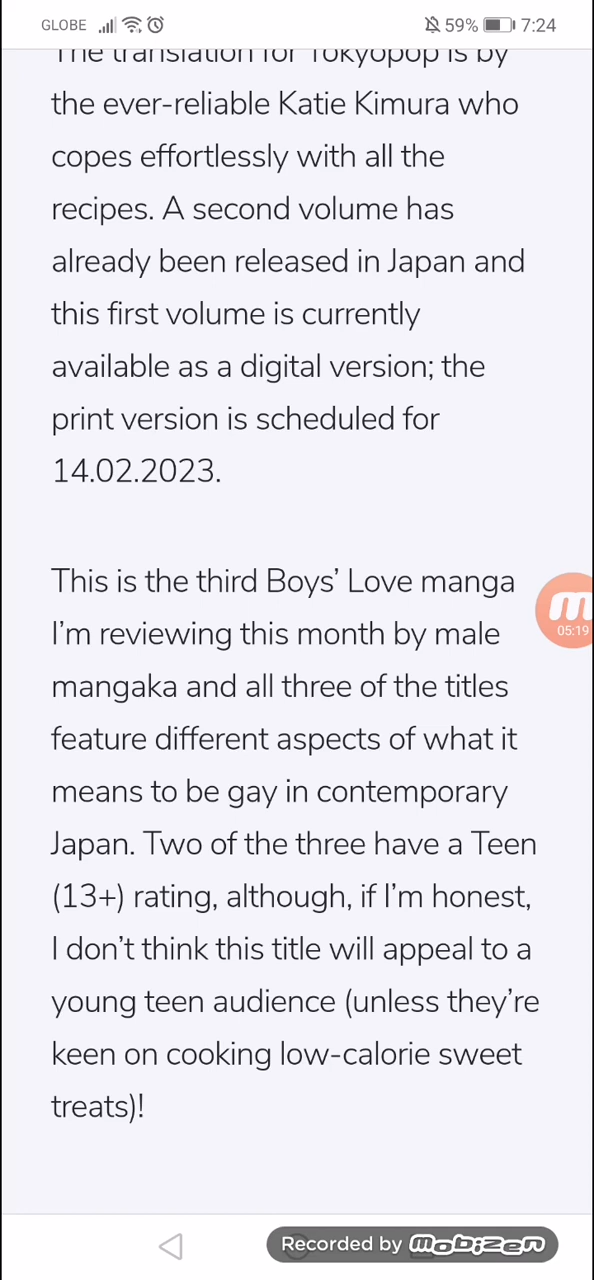 GLOBE 59% 7:24
The translation for Tokyopop is by
the ever-reliable Katie Kimura who
copes effortlessly with all the
recipes. A second volume has
already been released in Japan and
this first volume is currently
available as a digital version; the
print version is scheduled for
14.02.2023.
This is the third Boys’ Love manga
I’m reviewing this month by male
mangaka and all three of the titles
feature different aspects of what it
means to be gay in contemporary
Japan. Two of the three have a Teen
(13+) rating, although, if I’m honest,
I don’t think this title will appeal to a
young teen audience (unless they’re
keen on cooking low-calorie sweet
treats)!
m
05:19
Recorded by mobizen